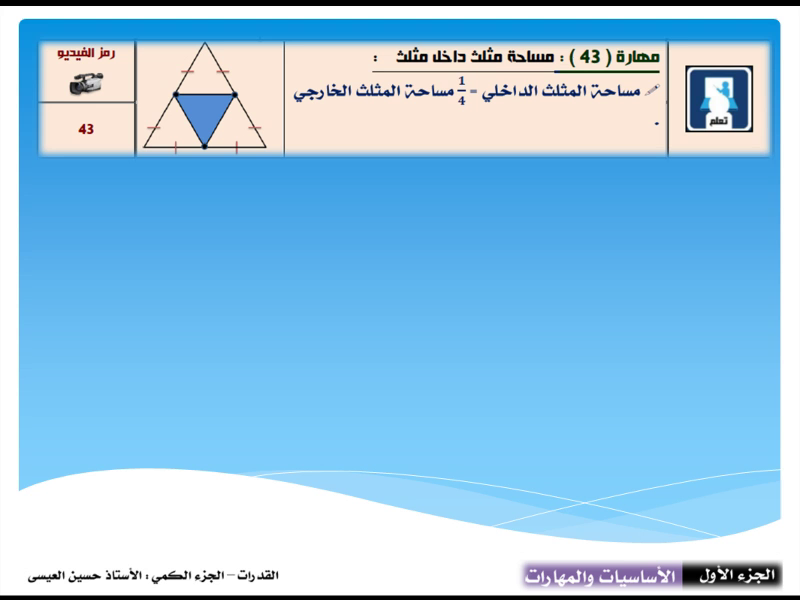 مهارة ( 43 ) : مساحة مثلث داخل مثلث :
مساحة المثلث الداخلي = 1/4 مساحة المثلث الخارجي
.
تعلم
رمز الفيديو
43
الجزء الأول
الأساسيات والمهارات
القدرات – الجزء الكمي : الأستاذ حسين العيسى